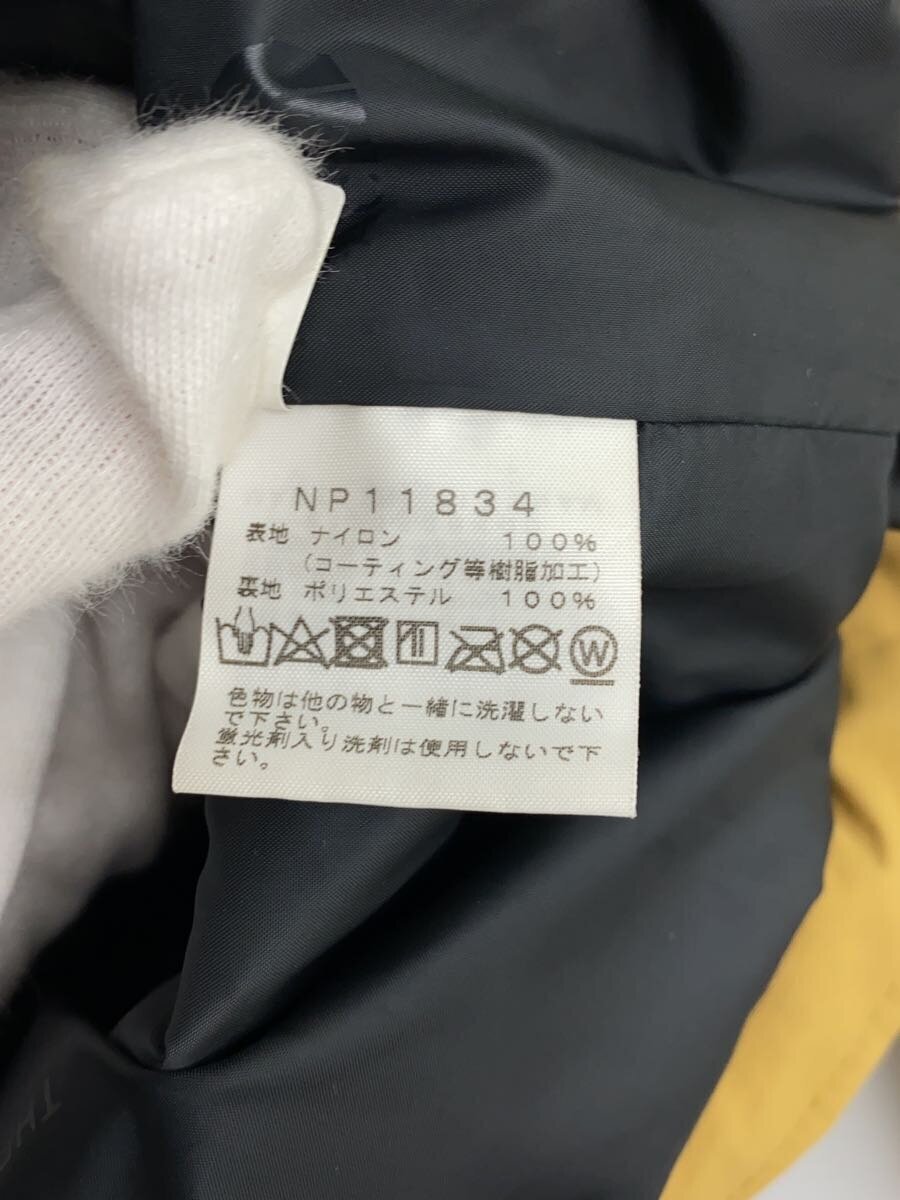 NP11834
表地 ナイロン 100%
(コーティング等樹脂加工)
裏地 ポリエステル 100%
W
色物は他の物と一緒に洗濯しない
で下さい。
蛍光剤入り洗剤は使用しないで下
さい。